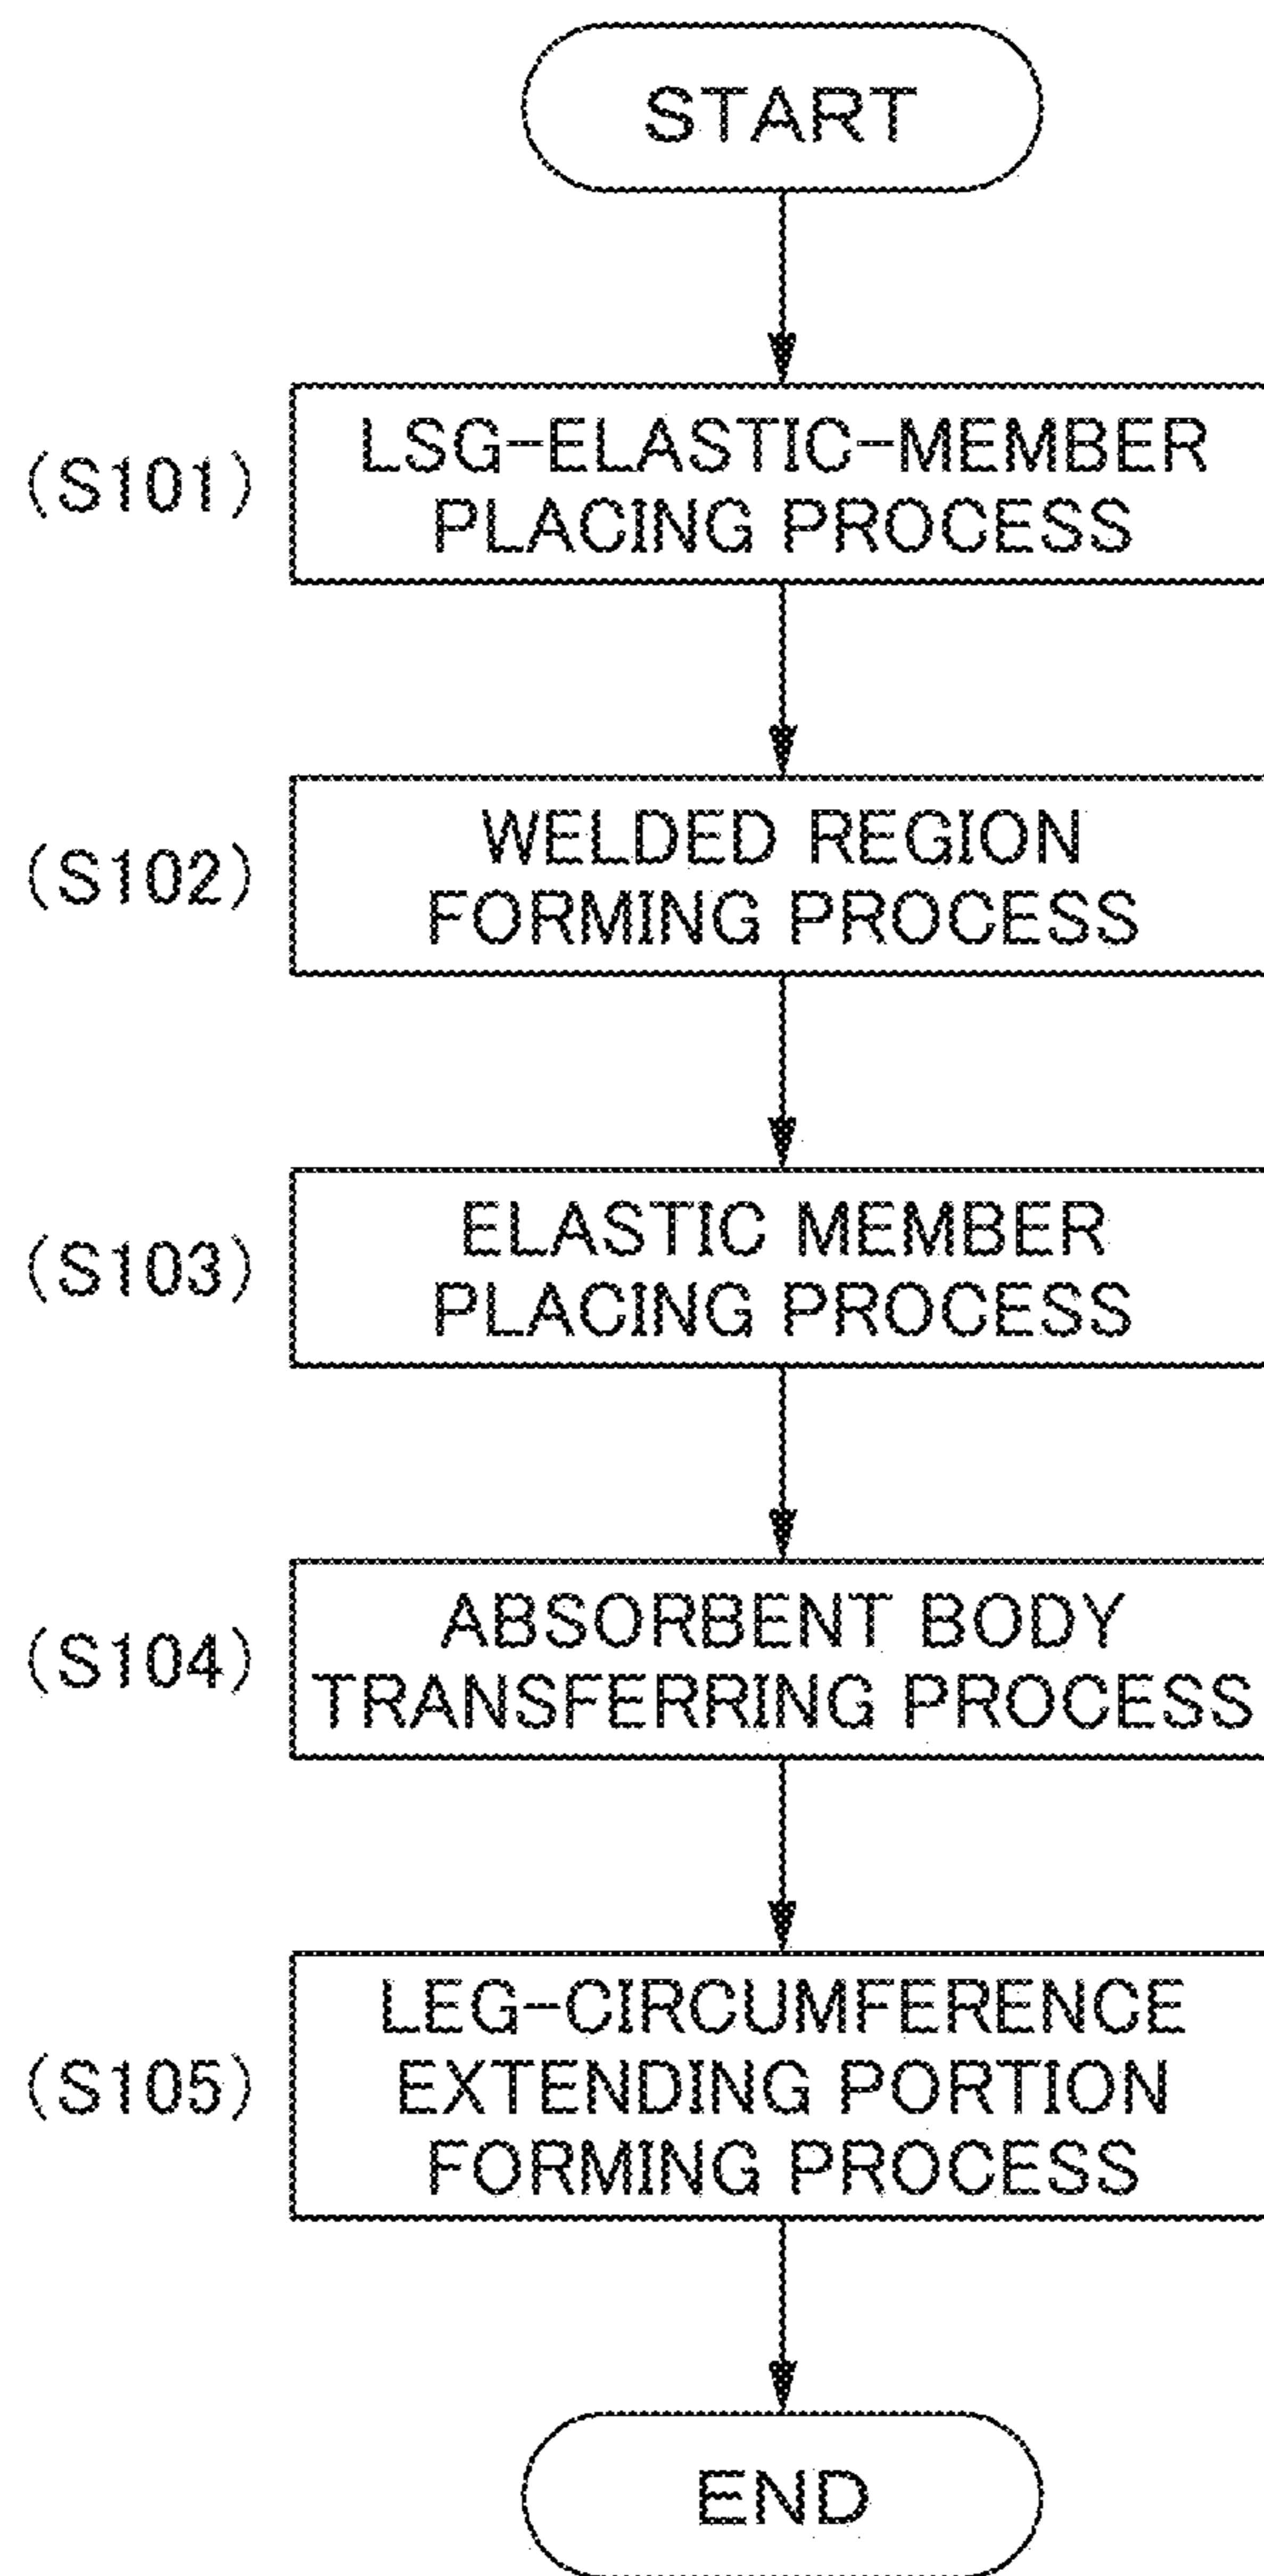 START
(S101)
LSG-ELASTIC-MEMBER
PLACING PROCESS
(S102)
WELDED REGION
FORMING PROCESS
(S103)
ELASTIC MEMBER
PLACING PROCESS
(S104)
ABSORBENT BODY
TRANSFERRING PROCESS
(S105)
LEG-CIRCUMFERENCE
EXTENDING PORTION
FORMING PROCESS
END